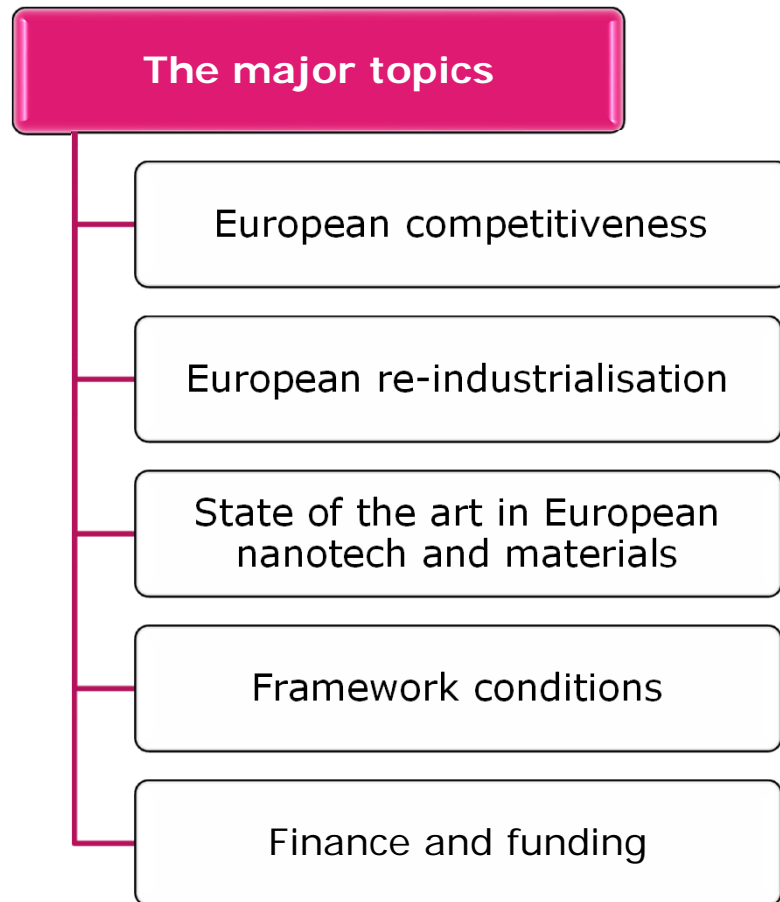 The major topics
European competitiveness
European re-industrialisation
State of the art in European
nanotech and materials
Framework conditions
Finance and funding